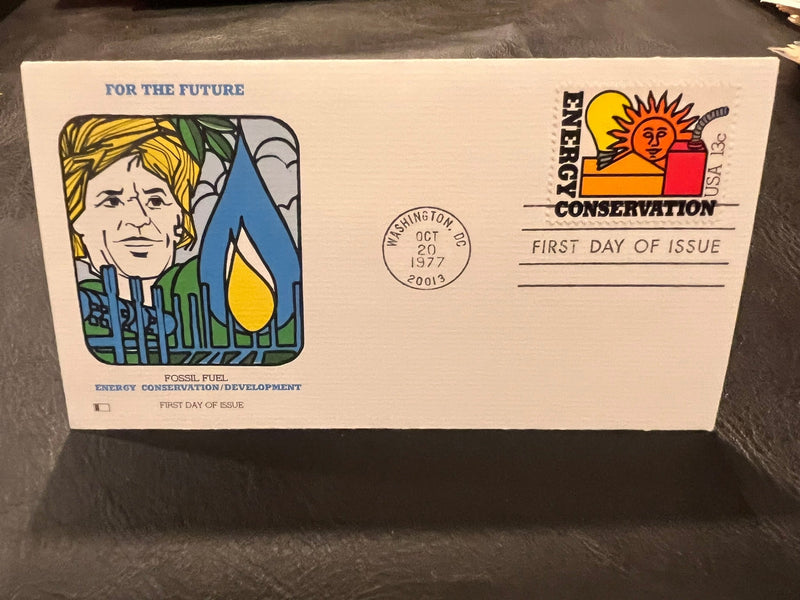 FOR THE FUTURE
ENERGY
CONSERVATION
USA 13c
WASHINGTON, DC
OCT
20
1977
20013
FIRST DAY OF ISSUE
FOSSIL FUEL
ENERGY CONSERVATION/DEVELOPMENT
FIRST DAY OF ISSUE